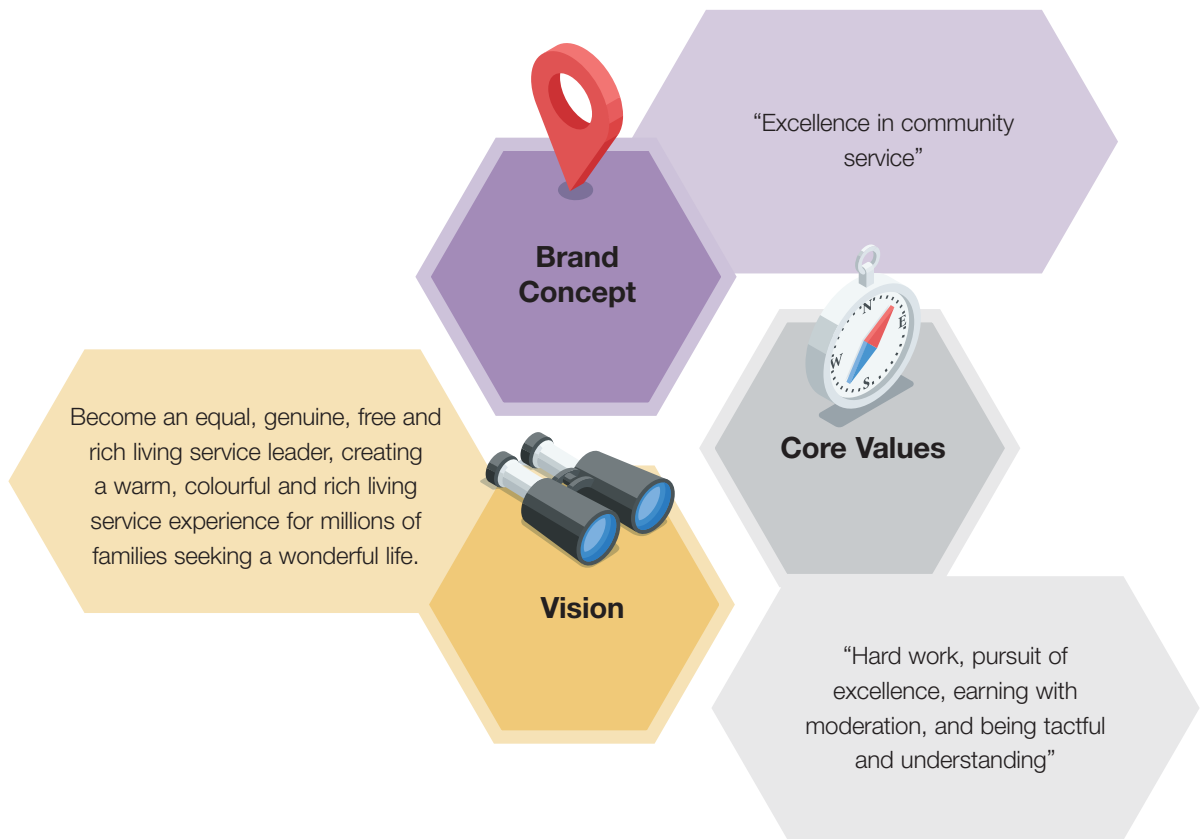 Brand
Concept
“Excellence in community
service”
Core Values
“Hard work, pursuit of
excellence, earning with
moderation, and being tactful
and understanding”
Vision
Become an equal, genuine, free and
rich living service leader, creating
a warm, colourful and rich living
service experience for millions of
families seeking a wonderful life.
N
E
S
W